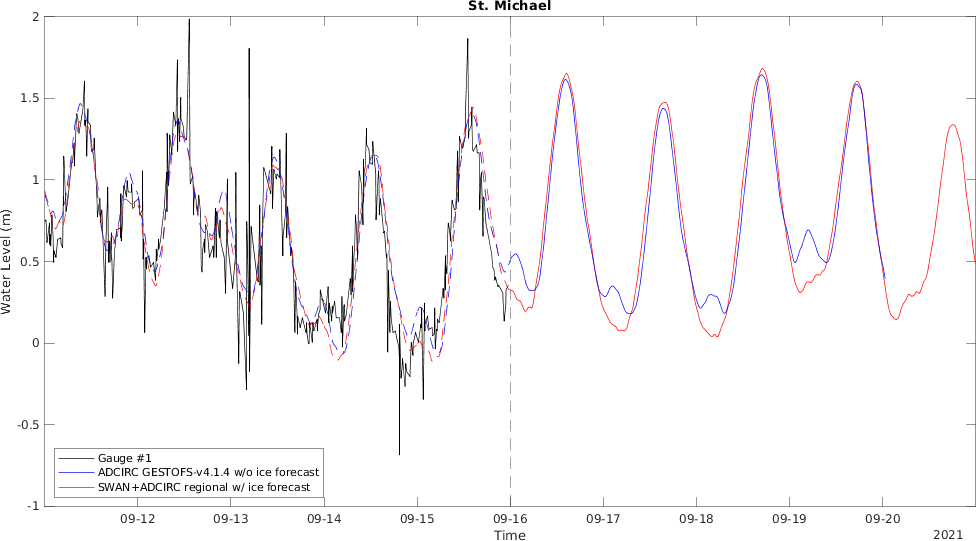 St. Michael
2
1.5
1
0.5
0
-0.5
-1
Water Level (m)
Gauge #1
ADCIRC GESTOFS-v4.1.4 w/o ice forecast
SWAN+ADCIRC regional w/ ice forecast
09-12
09-13
09-14
09-15
09-16
09-17
09-18
09-19
09-20
Time
2021